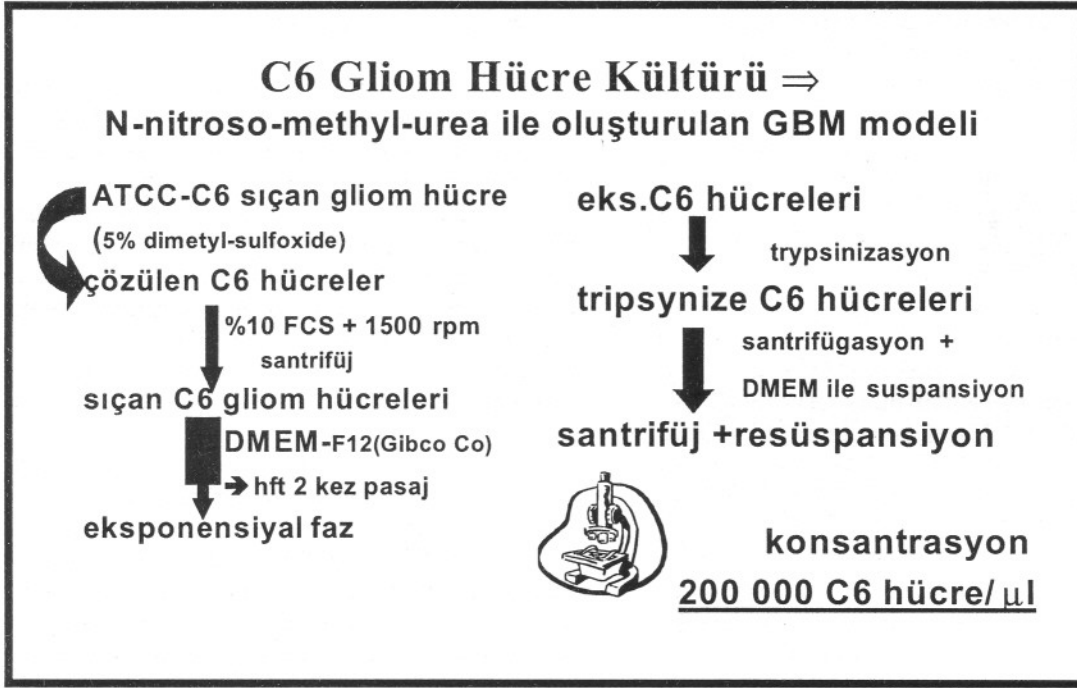 C6 Gliom Hücre Kültürü ⇒
N-nitroso-methyl-urea ile oluşturulan GBM modeli
ATCC-C6 sıçan gliom hücre
(5% dimetyl-sulfoxide)
çözülen C6 hücreler
%10 FCS + 1500 rpm
santrifüj
sıçan C6 gliom hücreleri
DMEM-F12(Gibco Co)
➔ hft 2 kez pasaj
eksponensiyal faz
eks.C6 hücreleri
trypsinizasyon
tripsynize C6 hücreleri
santrifügasyon +
DMEM ile suspansiyon
santrifüj +resüspansiyon
konsantrasyon
200 000 C6 hücre/ μl